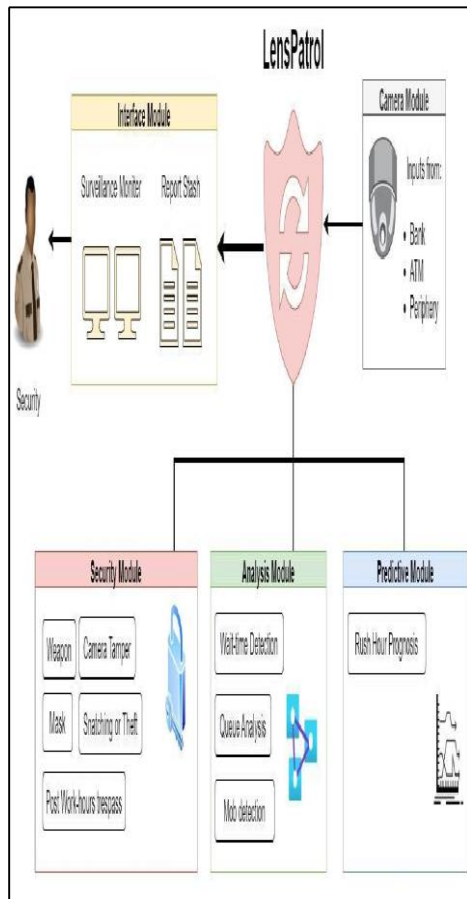 LensPatrol
Interface Module
Surveillance Moniter
Report Stash
Camera Module
Inputs from:
• Bank
• ATM
• Periphery
Security
Security Module
Weapon
Camera Tamper
Mask
Snatching or Theft
Post Work-hours trespass
Analysis Module
Wait-time Detection
Queue Analysis
Mob detection
Predictive Module
Rush Hour Prognosis